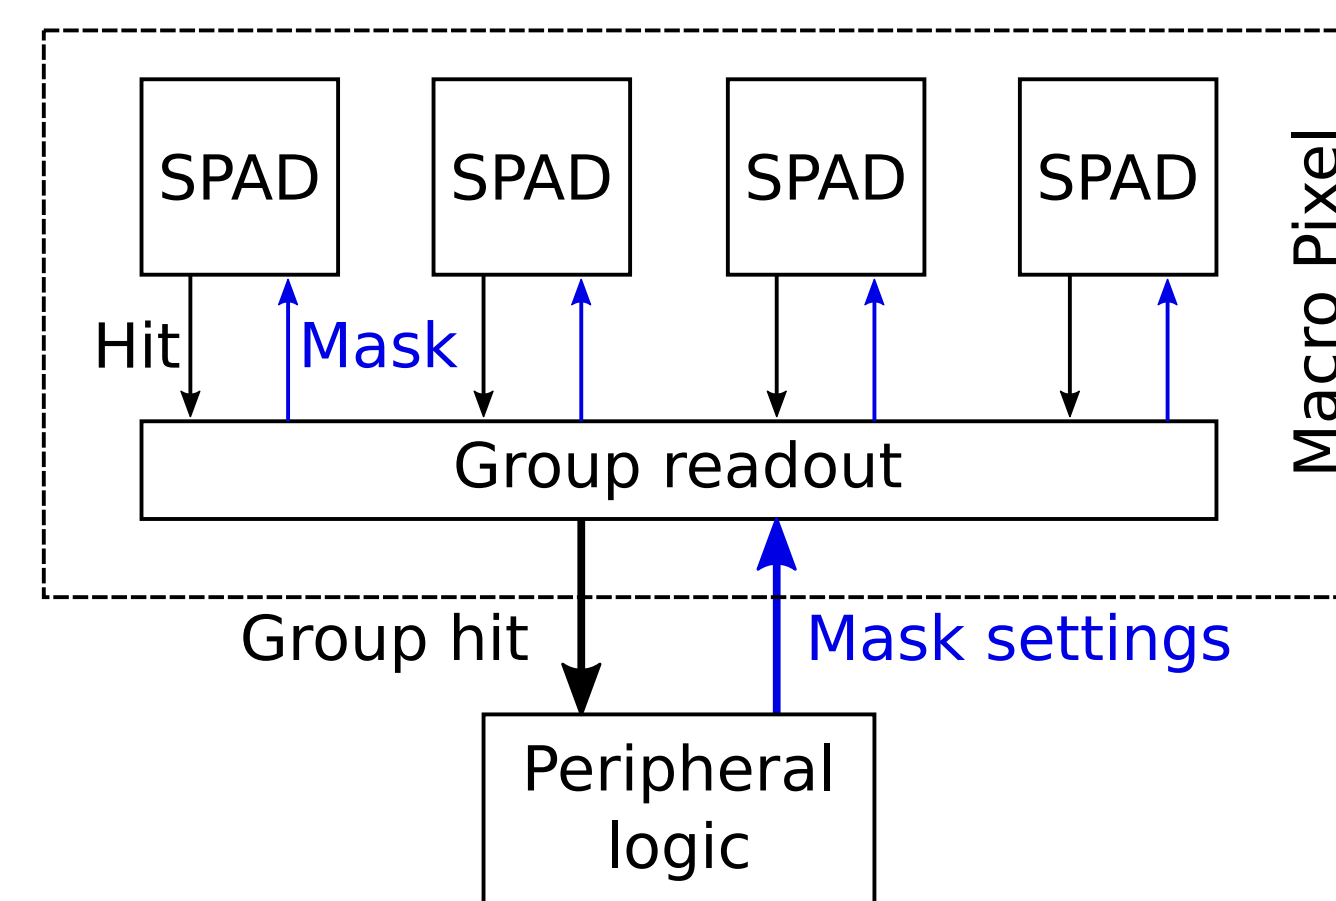 SPAD SPAD SPAD SPAD
Macro Pixel
Hit Mask
Group readout
Group hit Mask settings
Peripheral
logic